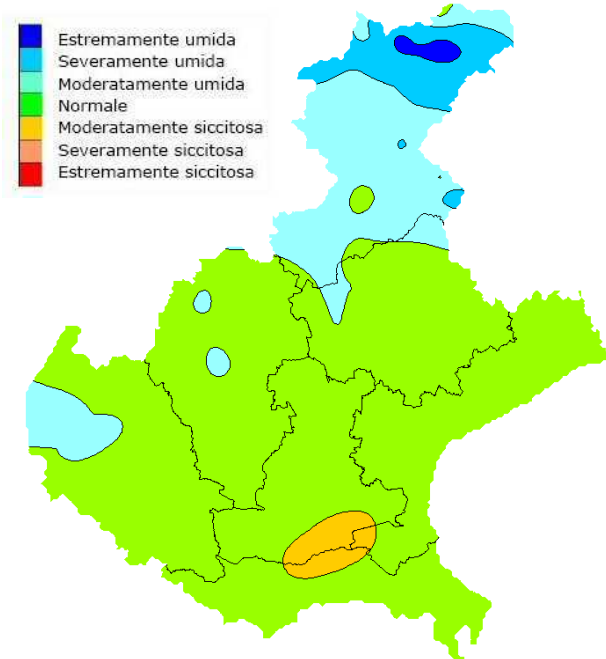 Estremamente umida
Severamente umida
Moderatamente umida
Normale
Moderatamente siccitosa
Severamente siccitosa
Estremamente siccitosa